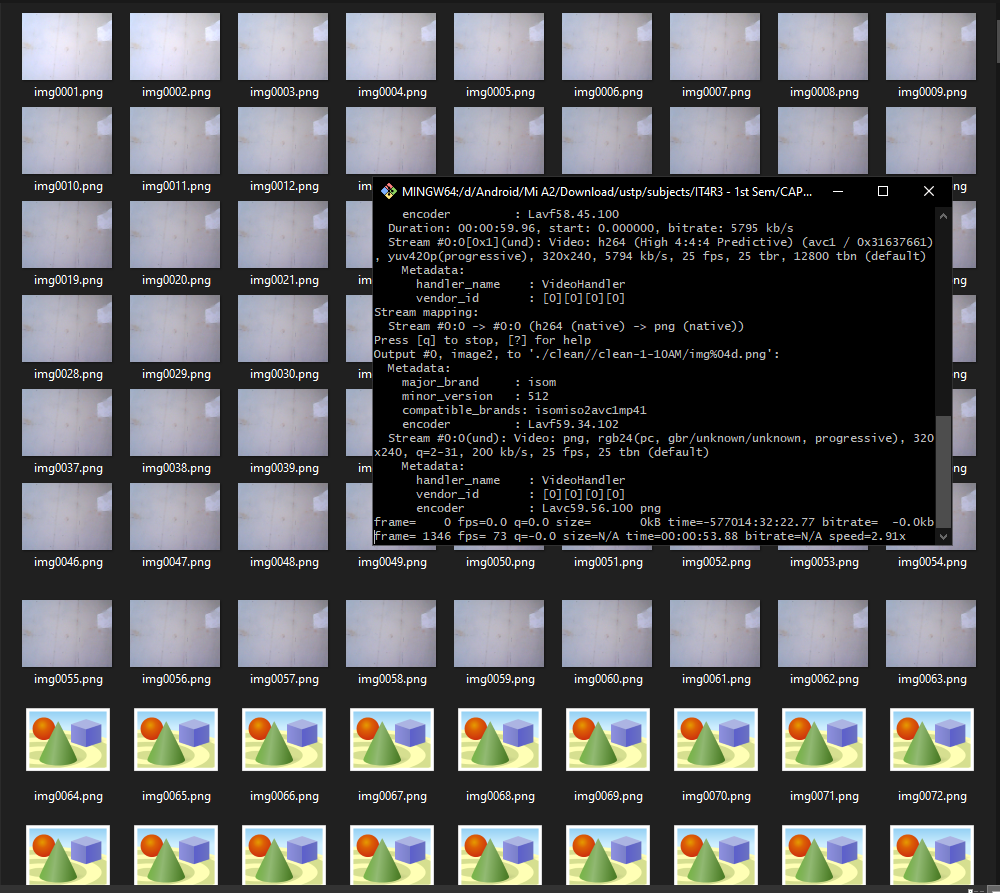 img0001.png img0002.png img0003.png img0004.png img0005.png img0006.png img0007.png img0008.png img0009.png
img0010.png img0011.png img0012.png
MINGW64:/d/Android/Mi A2/Download/ustp/subjects/IT4R3 - 1st Sem/CAP...
encoder         : Lavf58.45.100
Duration: 00:00:59.96, start: 0.000000, bitrate: 5795 kb/s
Stream #0:0[0x1](und): Video: h264 (High 4:4:4 Predictive) (avc1 / 0x31637661)
, yuv420p(progressive), 320x240, 5794 kb/s, 25 fps, 25 tbr, 12800 tbn (default)
Metadata:
handler_name    : VideoHandler
vendor_id       : [0][0][0][0]
Stream mapping:
Stream #0:0 -> #0:0 (h264 (native) -> png (native))
Press [q] to stop, [?] for help
Output #0, image2, to './clean//clean-1-10AM/img%04d.png':
Metadata:
major_brand     : isom
minor_version   : 512
compatible_brands: isomiso2avc1mp41
encoder         : Lavf59.34.102
Stream #0:0(und): Video: png, rgb24(pc, gbr/unknown/unknown, progressive), 320
x240, q=2-31, 200 kb/s, 25 fps, 25 tbn (default)
Metadata:
handler_name    : VideoHandler
vendor_id       : [0][0][0][0]
encoder         : Lavc59.56.100 png
frame=    0 fps=0.0 q=0.0 size=       0kB time=-577014:32:22.77 bitrate=  -0.0kb
frame= 1346 fps= 73 q=-0.0 size=N/A time=00:00:53.88 bitrate=N/A speed=2.91x
img0019.png img0020.png img0021.png
img0028.png img0029.png img0030.png
img0037.png img0038.png img0039.png
img0046.png img0047.png img0048.png img0049.png img0050.png img0051.png img0052.png img0053.png img0054.png
img0055.png img0056.png img0057.png img0058.png img0059.png img0060.png img0061.png img0062.png img0063.png
img0064.png img0065.png img0066.png img0067.png img0068.png img0069.png img0070.png img0071.png img0072.png